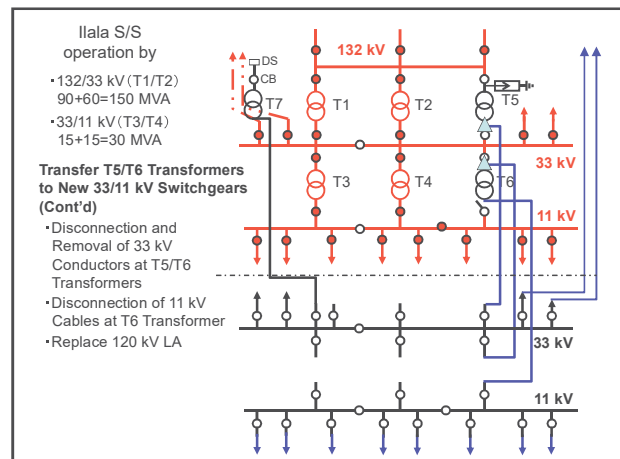 Ilala S/S
operation by
・132/33 kV (T1/T2)
90+60=150 MVA
・33/11 kV (T3/T4)
15+15=30 MVA
Transfer T5/T6 Transformers
to New 33/11 kV Switchgears
(Cont'd)
・Disconnection and
Removal of 33 kV
Conductors at T5/T6
Transformers
・Disconnection of 11 kV
Cables at T6 Transformer
・Replace 120 kV LA
DS
CB
T7
132 kV
T1
T2
T5
33 kV
T3
T4
T6
11 kV
33 kV
11 kV